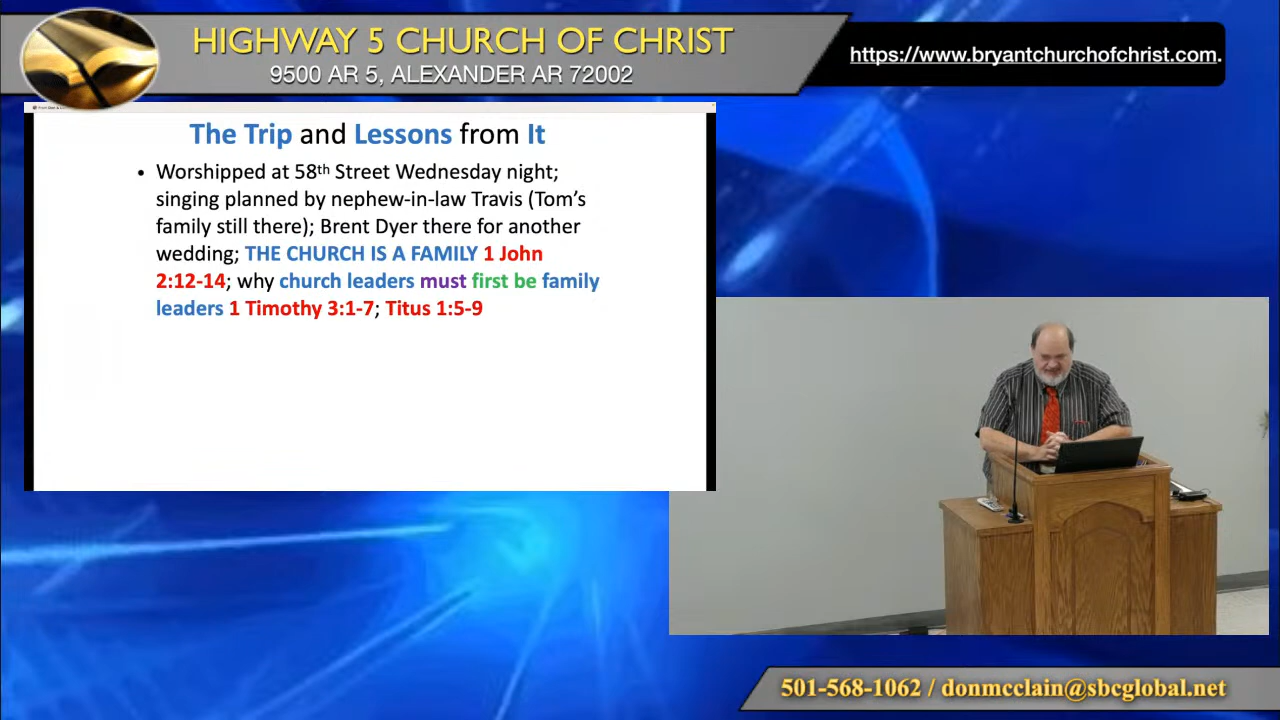 HIGHWAY 5 CHURCH OF CHRIST
9500 AR 5, ALEXANDER AR 72002
https://www.bryantchurchofchrist.com.
The Trip and Lessons from It
• Worshipped at 58th Street Wednesday night;
singing planned by nephew-in-law Travis (Tom's
family still there); Brent Dyer there for another
wedding; THE CHURCH IS A FAMILY 1 John
2:12-14; why church leaders must first be family
leaders 1 Timothy 3:1-7; Titus 1:5-9
501-568-1062 / donmcclain@sbcglobal.net